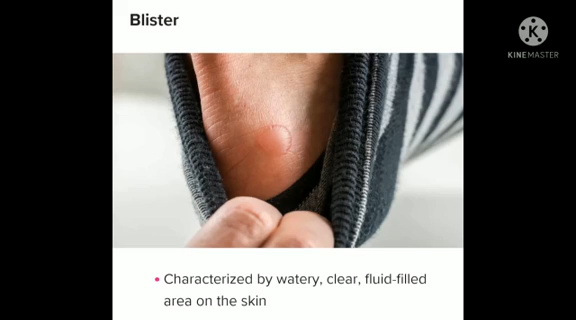 Blister
K
KINEMASTER
• Characterized by watery, clear, fluid-filled
area on the skin